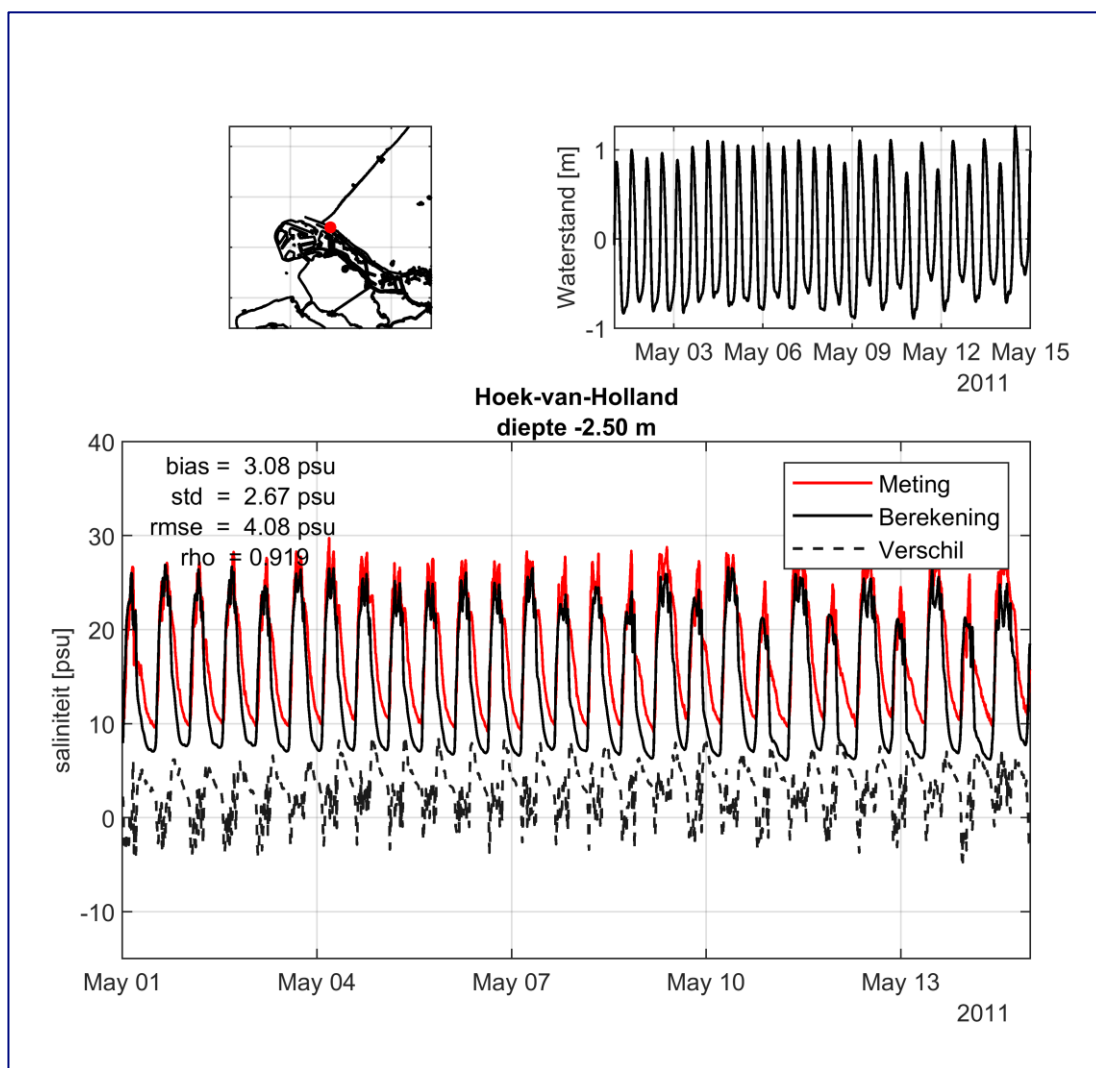 Waterstand [m]
1
0
-1
May 03 May 06 May 09 May 12 May 15
2011
Hoek-van-Holland
diepte -2.50 m
saliniteit [psu]
40
30
20
10
0
-10
bias = 3.08 psu
std = 2.67 psu
rmse = 4.08 psu
rho = 0.919
Meting
Berekening
Verschil
May 01 May 04 May 07 May 10 May 13
2011